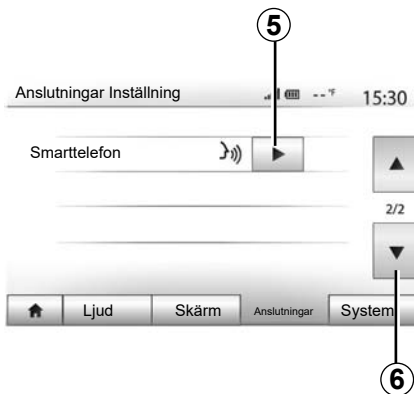 5
Anslutningar Inställning --°F 15:30
Smarttelefon
2/2
Ljud Skärm Anslutningar System
6